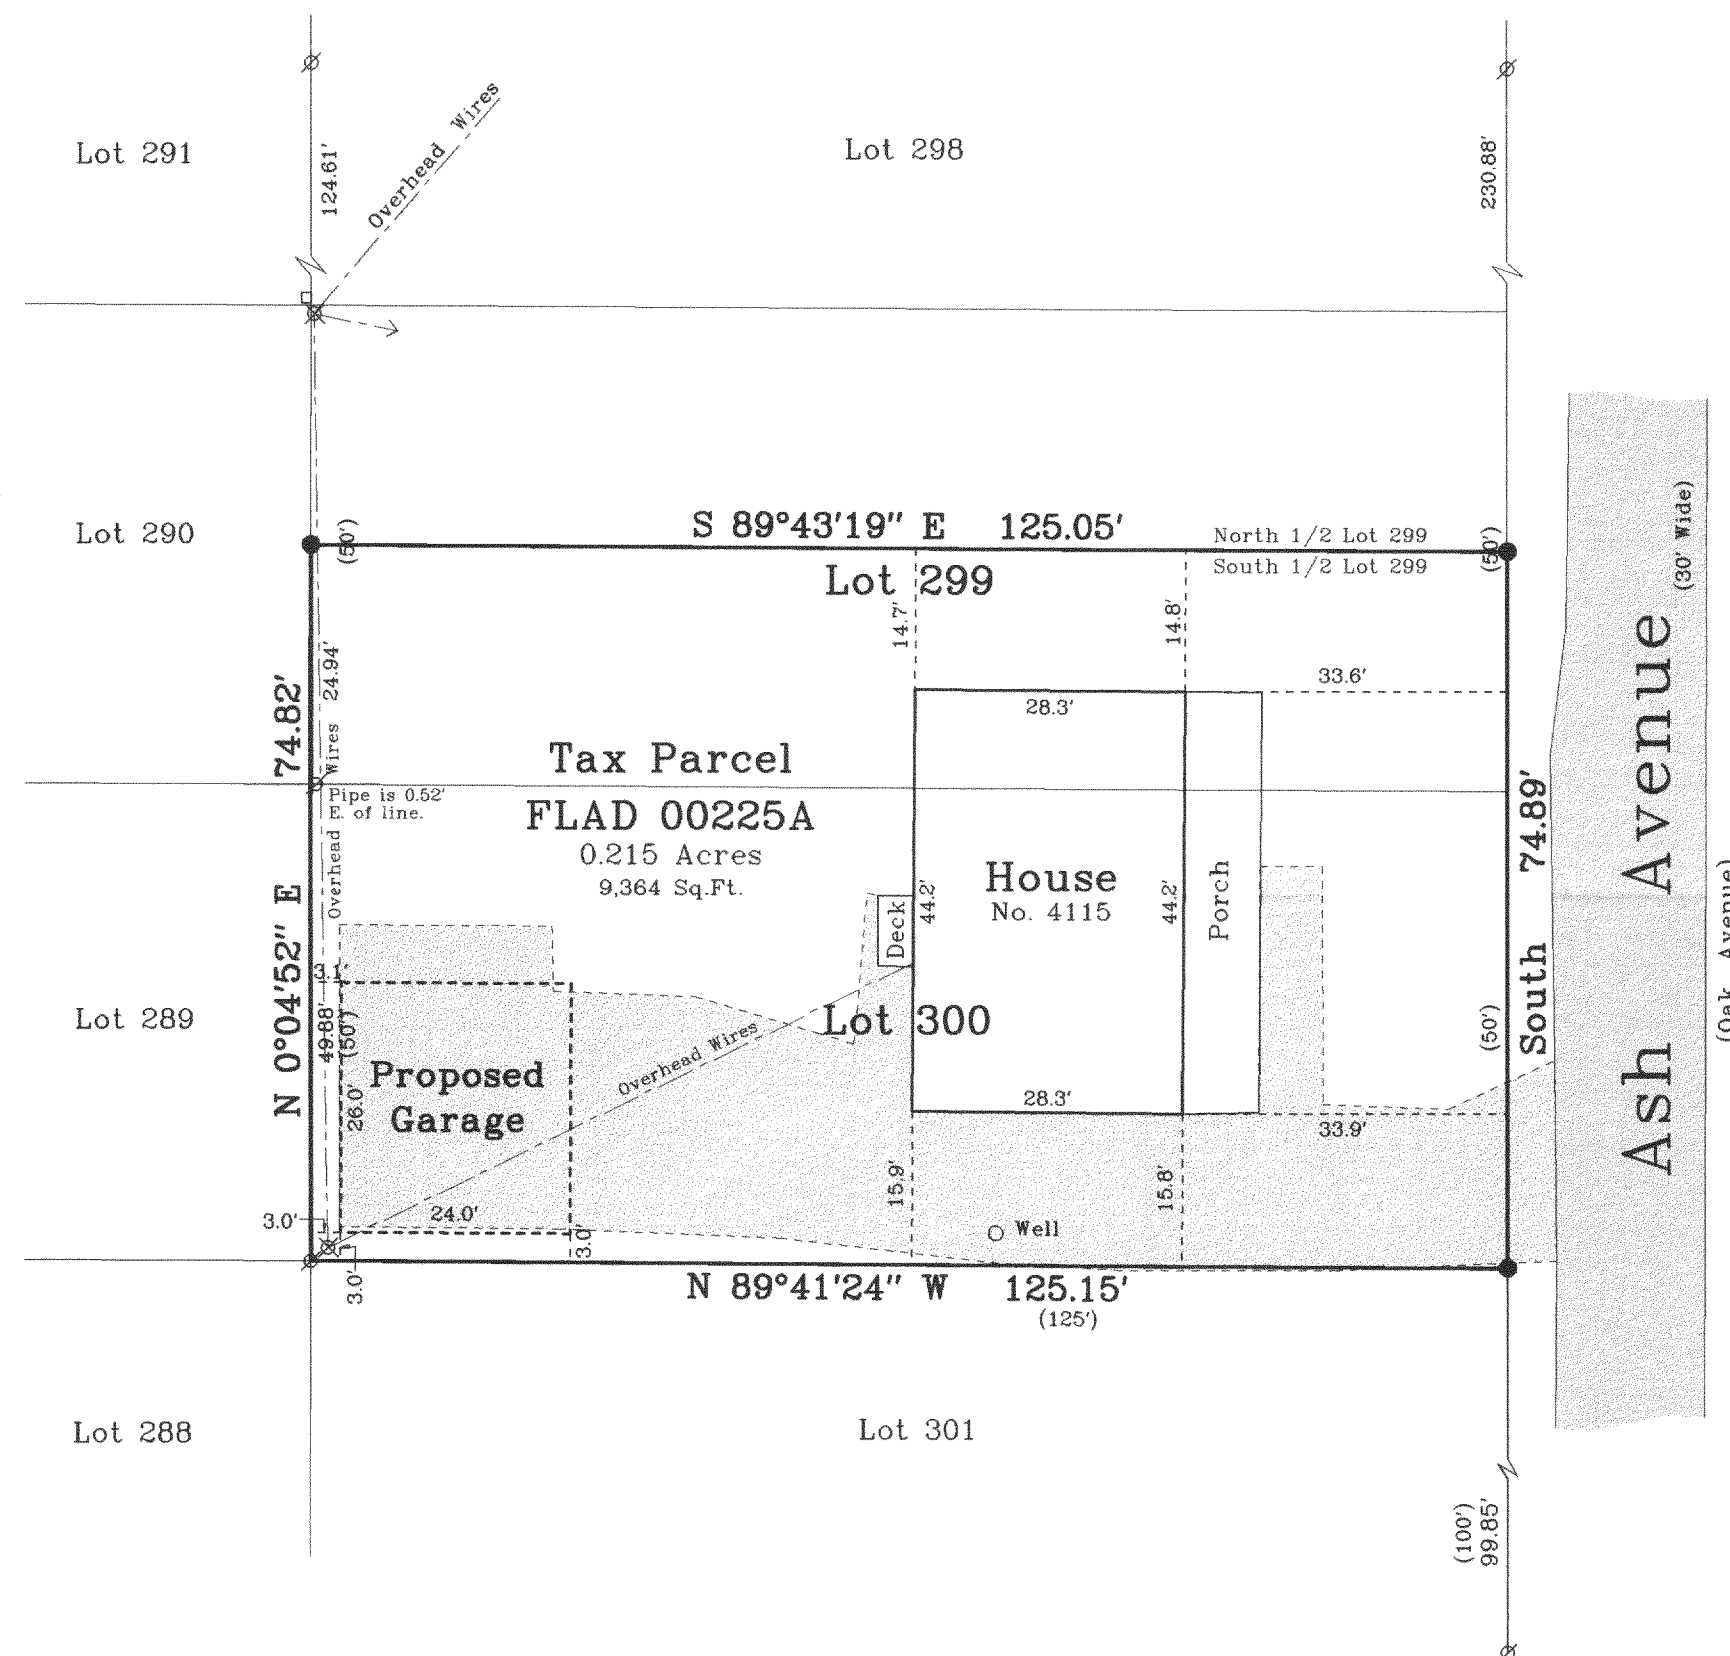 Lot 291
124.61'
Overhead Wires
Lot 298
230.88'
Lot 290
(50')
S 89°43'19" E 125.05'
North 1/2 Lot 299
South 1/2 Lot 299
(50')
(30' Wide)
Lot 299
14.7'
14.8'
33.6'
28.3'
24.94'
N 0°04'52" E 74.82'
Overhead Wires
Pipe is 0.52'
E. of line.
Tax Parcel
FLAD 00225A
0.215 Acres
9,364 Sq.Ft.
House
No. 4115
Deck
44.2'
44.2'
Porch
South 74.89'
Ash Avenue
(Oak Avenue)
Lot 289
3.1'
49.88'
(50')
26.0'
Proposed
Garage
Overhead Wires
Lot 300
(50')
28.3'
33.9'
15.9'
15.8'
3.0'
24.0'
3.0'
3.0'
Well
N 89°41'24" W 125.15'
(125')
Lot 288
Lot 301
(100')
99.85'